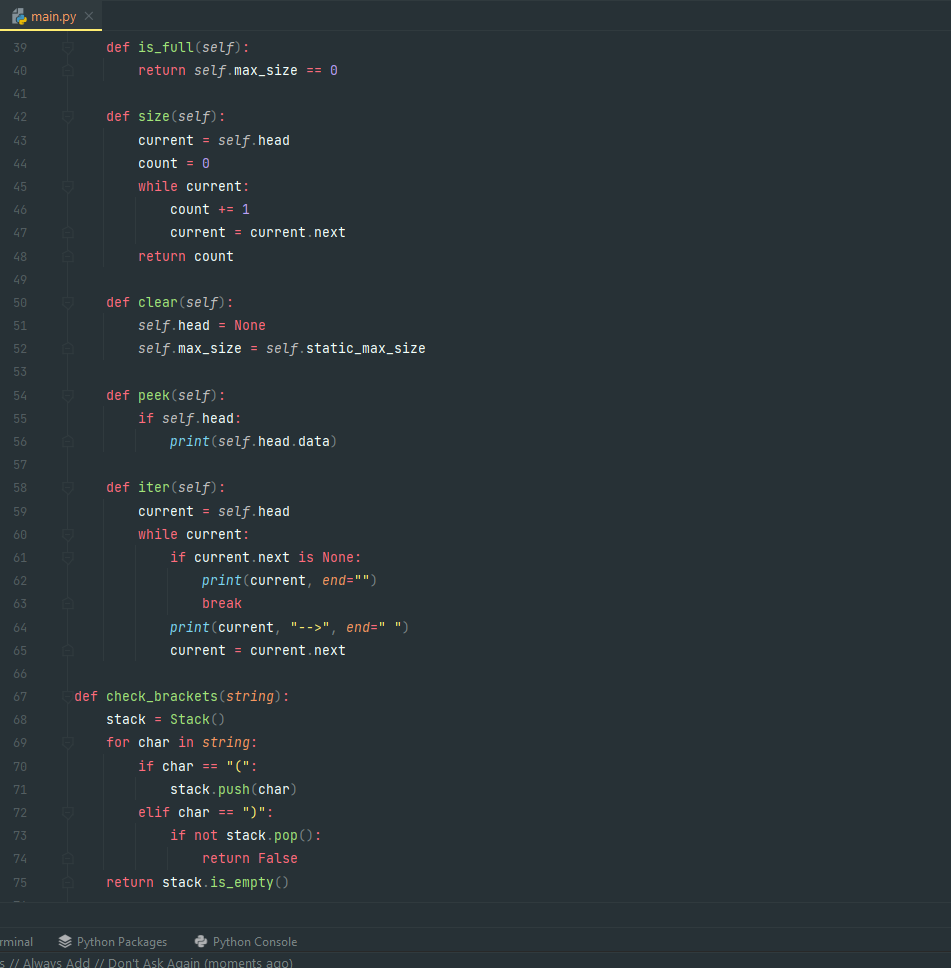 main.py
39 def is_full(self):
40 return self.max_size == 0
41
42 def size(self):
43 current = self.head
44 count = 0
45 while current:
46 count += 1
47 current = current.next
48 return count
49
50 def clear(self):
51 self.head = None
52 self.max_size = self.static_max_size
53
54 def peek(self):
55 if self.head:
56 print(self.head.data)
57
58 def iter(self):
59 current = self.head
60 while current:
61 if current.next is None:
62 print(current, end="")
63 break
64 print(current, "-->", end=" ")
65 current = current.next
66
67 def check_brackets(string):
68 stack = Stack()
69 for char in string:
70 if char == "(":
71 stack.push(char)
72 elif char == ")":
73 if not stack.pop():
74 return False
75 return stack.is_empty()
rminal Python Packages Python Console
s // Always Add // Don't Ask Again (moments ago)